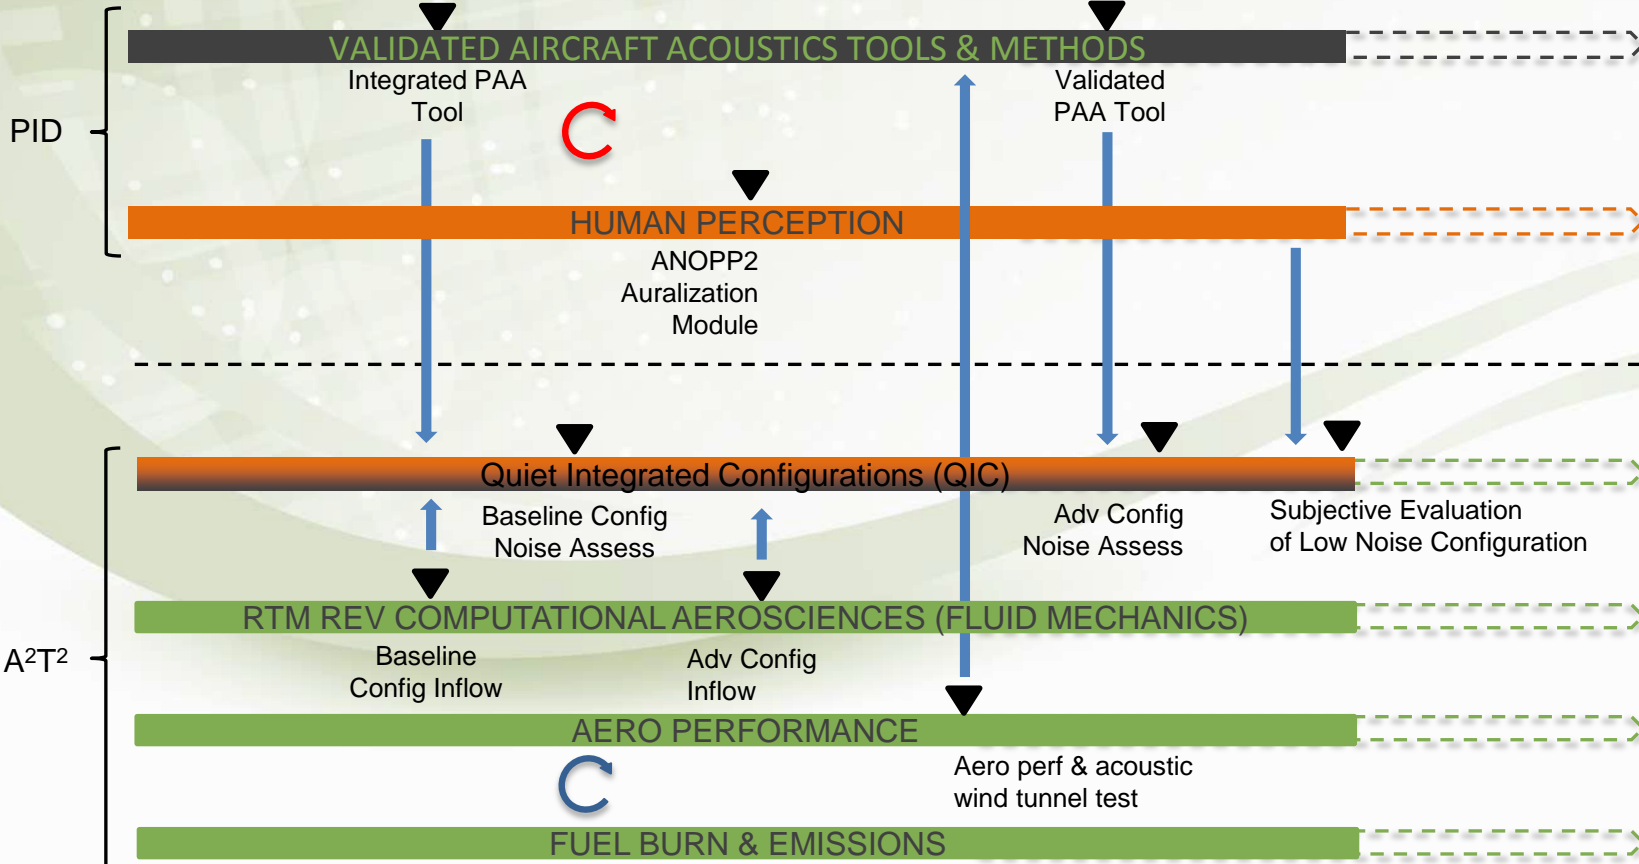 VALIDATED AIRCRAFT ACOUSTICS TOOLS & METHODS
Integrated PAA
Tool
Validated
PAA Tool
PID
HUMAN PERCEPTION
ANOPP2
Auralization
Module
Quiet Integrated Configurations (QIC)
Baseline Config
Noise Assess
Adv Config
Noise Assess
Subjective Evaluation
of Low Noise Configuration
RTM REV COMPUTATIONAL AEROSCIENCES (FLUID MECHANICS)
A²T²
Baseline
Config Inflow
Adv Config
Inflow
AERO PERFORMANCE
Aero perf & acoustic
wind tunnel test
FUEL BURN & EMISSIONS